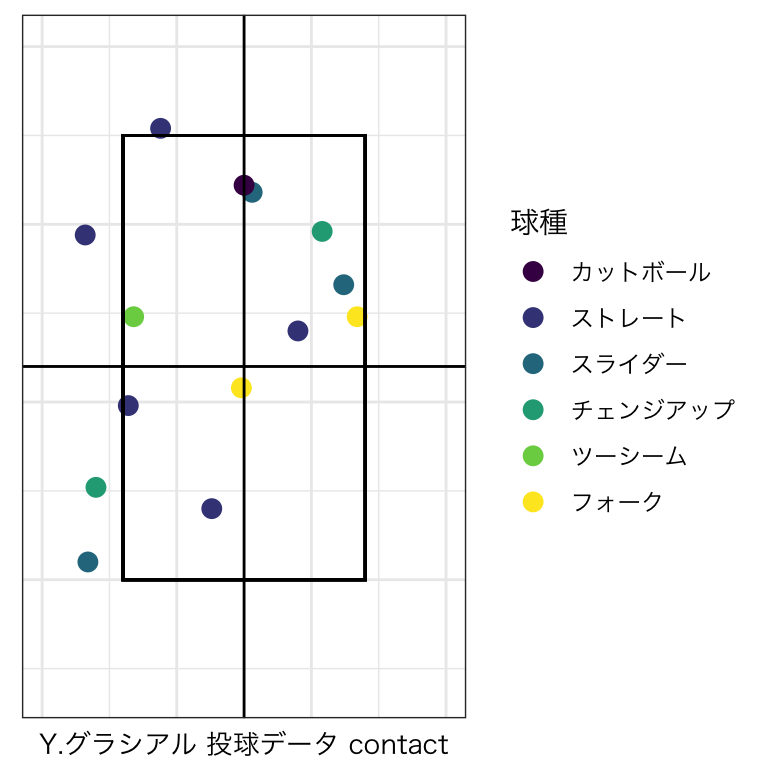 球種
カットボール
ストレート
スライダー
チェンジアップ
ツーシーム
フォーク
Y.グラシアル 投球データ contact